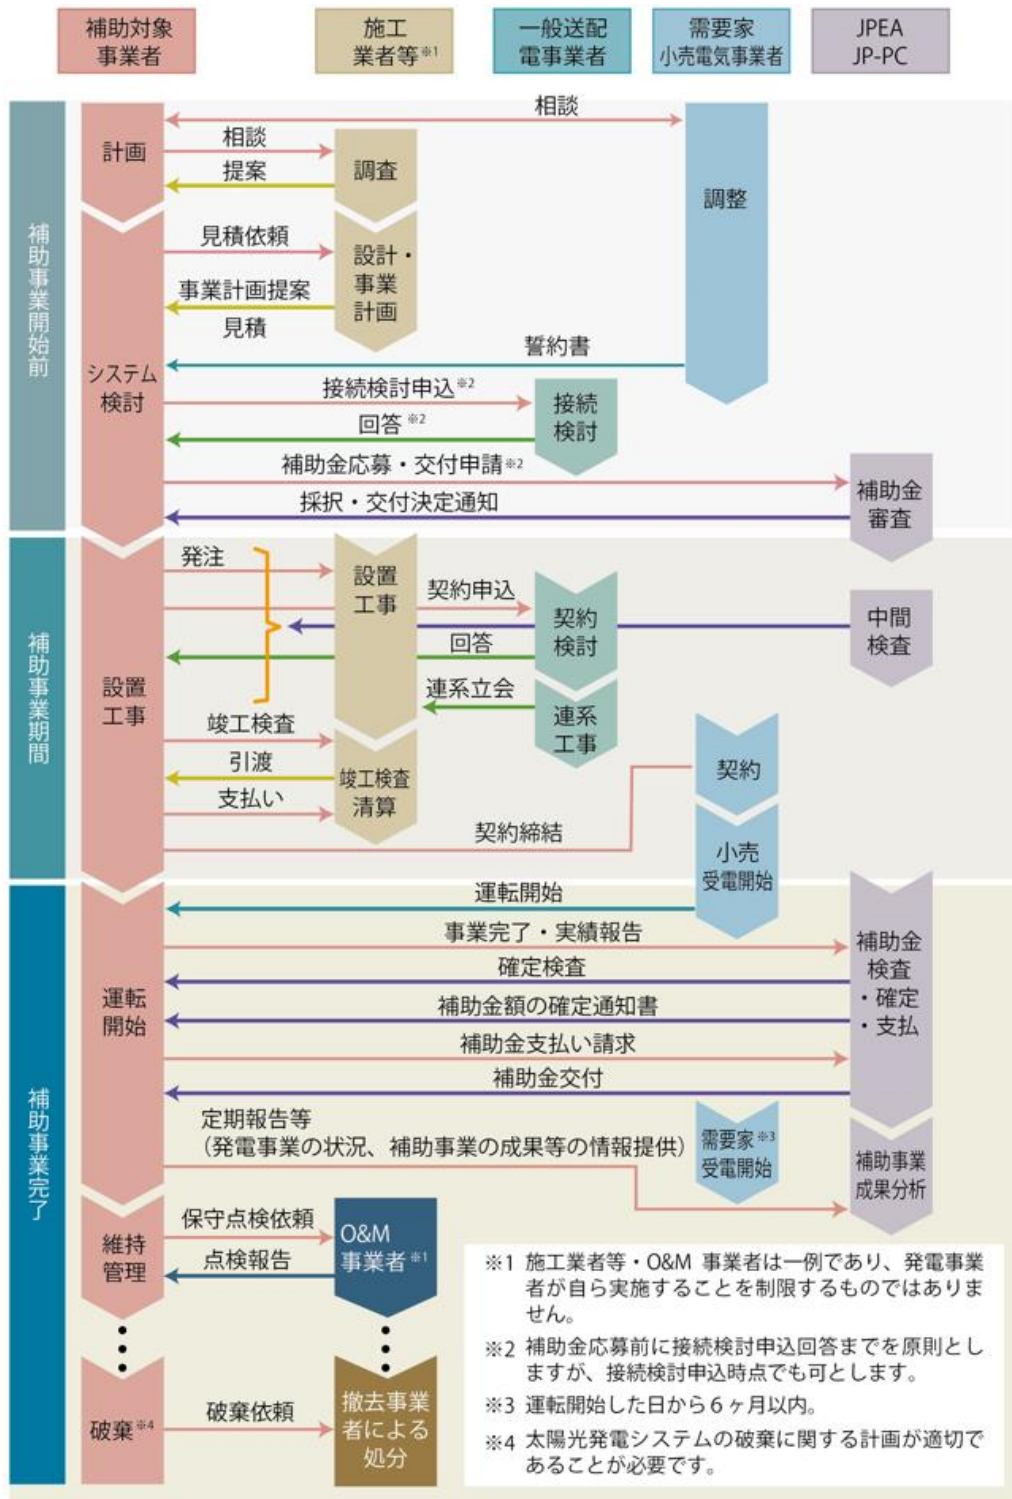 補助対象
事業者
施工
業者等※1
一般送配
電事業者
需要家
小売電気事業者
JPEA
JP-PC
補助事業開始前
計画
相談
相談
提案
調査
調整
見積依頼
設計・
事業
計画
事業計画提案
見積
システム
検討
誓約書
接続検討申込※2
接続
検討
回答※2
補助金応募・交付申請※2
採択・交付決定通知
補助金
審査
補助事業期間
発注
設置
工事
契約申込
契約
検討
中間
検査
回答
設置
工事
連系立会
連系
工事
竣工検査
引渡
竣工検査
清算
支払い
契約
契約締結
小売
受電開始
補助事業完了
運転開始
事業完了・実績報告
確定検査
補助金
検査
・確定
・支払
運転
開始
補助金額の確定通知書
補助金支払い請求
補助金交付
定期報告等
(発電事業の状況、補助事業の成果等の情報提供)
需要家※3
受電開始
補助事業
成果分析
維持
管理
保守点検依頼
点検報告
O&M
事業者※1
破棄※4
破棄依頼
撤去事業
者による
処分
※1 施工業者等・O&M 事業者は一例であり、発電事業
者が自ら実施することを制限するものではありま
せん。
※2 補助金応募前に接続検討申込回答までを原則とし
ますが、接続検討申込時点でも可とします。
※3 運転開始した日から6ヶ月以内。
※4 太陽光発電システムの破棄に関する計画が適切で
あることが必要です。